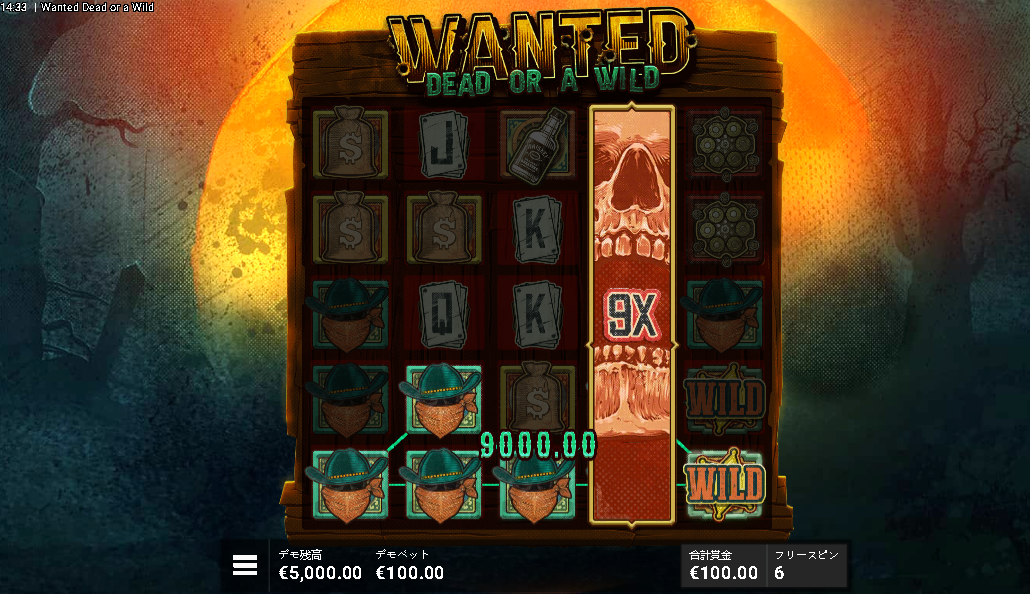 14:33 | Wanted Dead or a Wild
WANTED
DEAD OR A WILD
$ J
$ $ K
9X
Q K
$ WILD
9000.00
WILD
デモ残高 デモベット 合計賞金 フリースピン
€5,000.00 €100.00 €100.00 6